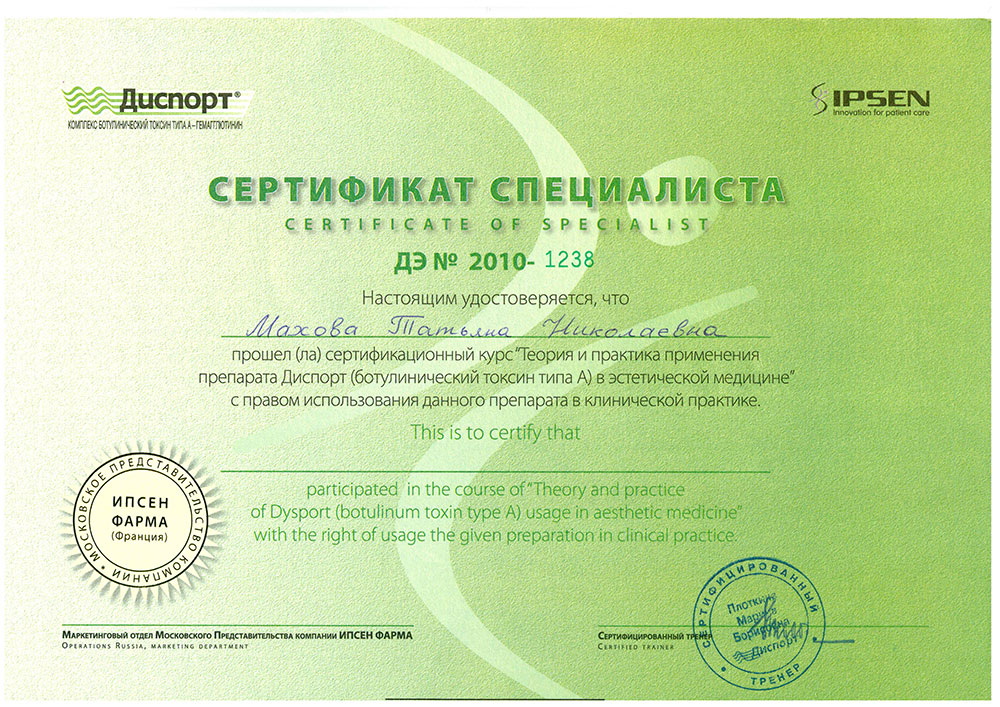 Диспорт®
КОМПЛЕКС БОТУЛИНИЧЕСКИЙ ТОКСИН ТИПА А – ГЕМАГГЛЮТИНИН
IPSEN
Innovation for patient care
СЕРТИФИКАТ СПЕЦИАЛИСТА
CERTIFICATE OF SPECIALIST
ДЭ № 2010- 1238
Настоящим удостоверяется, что
Махова Татьяна Николаевна
прошел (ла) сертификационный курс "Теория и практика применения
препарата Диспорт (ботулинический токсин типа А) в эстетической медицине"
с правом использования данного препарата в клинической практике.
This is to certify that
participated in the course of "Theory and practice
of Dysport (botulinum toxin type A) usage in aesthetic medicine"
with the right of usage the given preparation in clinical practice.
МОСКОВСКОЕ ПРЕДСТАВИТЕЛЬСТВО КОМПАНИИ
ИПСЕН
ФАРМА
(Франция)
Маркетинговый отдел Московского Представительства компании ИПСЕН ФАРМА
Operations Russia, marketing department
Сертифицированный тренер
Certified trainer
СЕРТИФИЦИРОВАННЫЙ
Мария
Борисовна
Диспорт
ТРЕНЕР